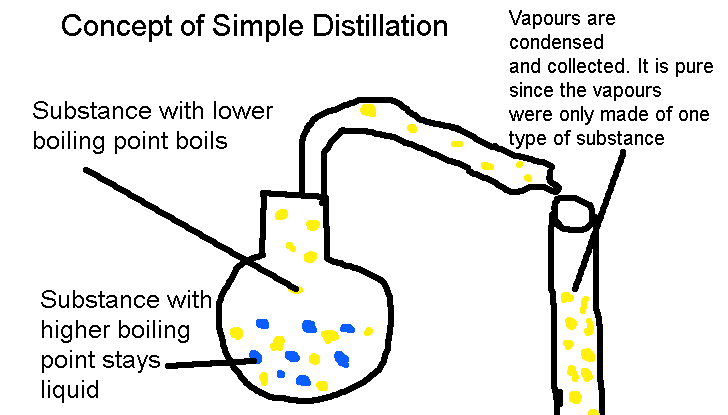 Concept of Simple Distillation
Vapours are
condensed
and collected. It is pure
since the vapours
were only made of one
type of substance
Substance with lower
boiling point boils
Substance with
higher boiling
point stays
liquid